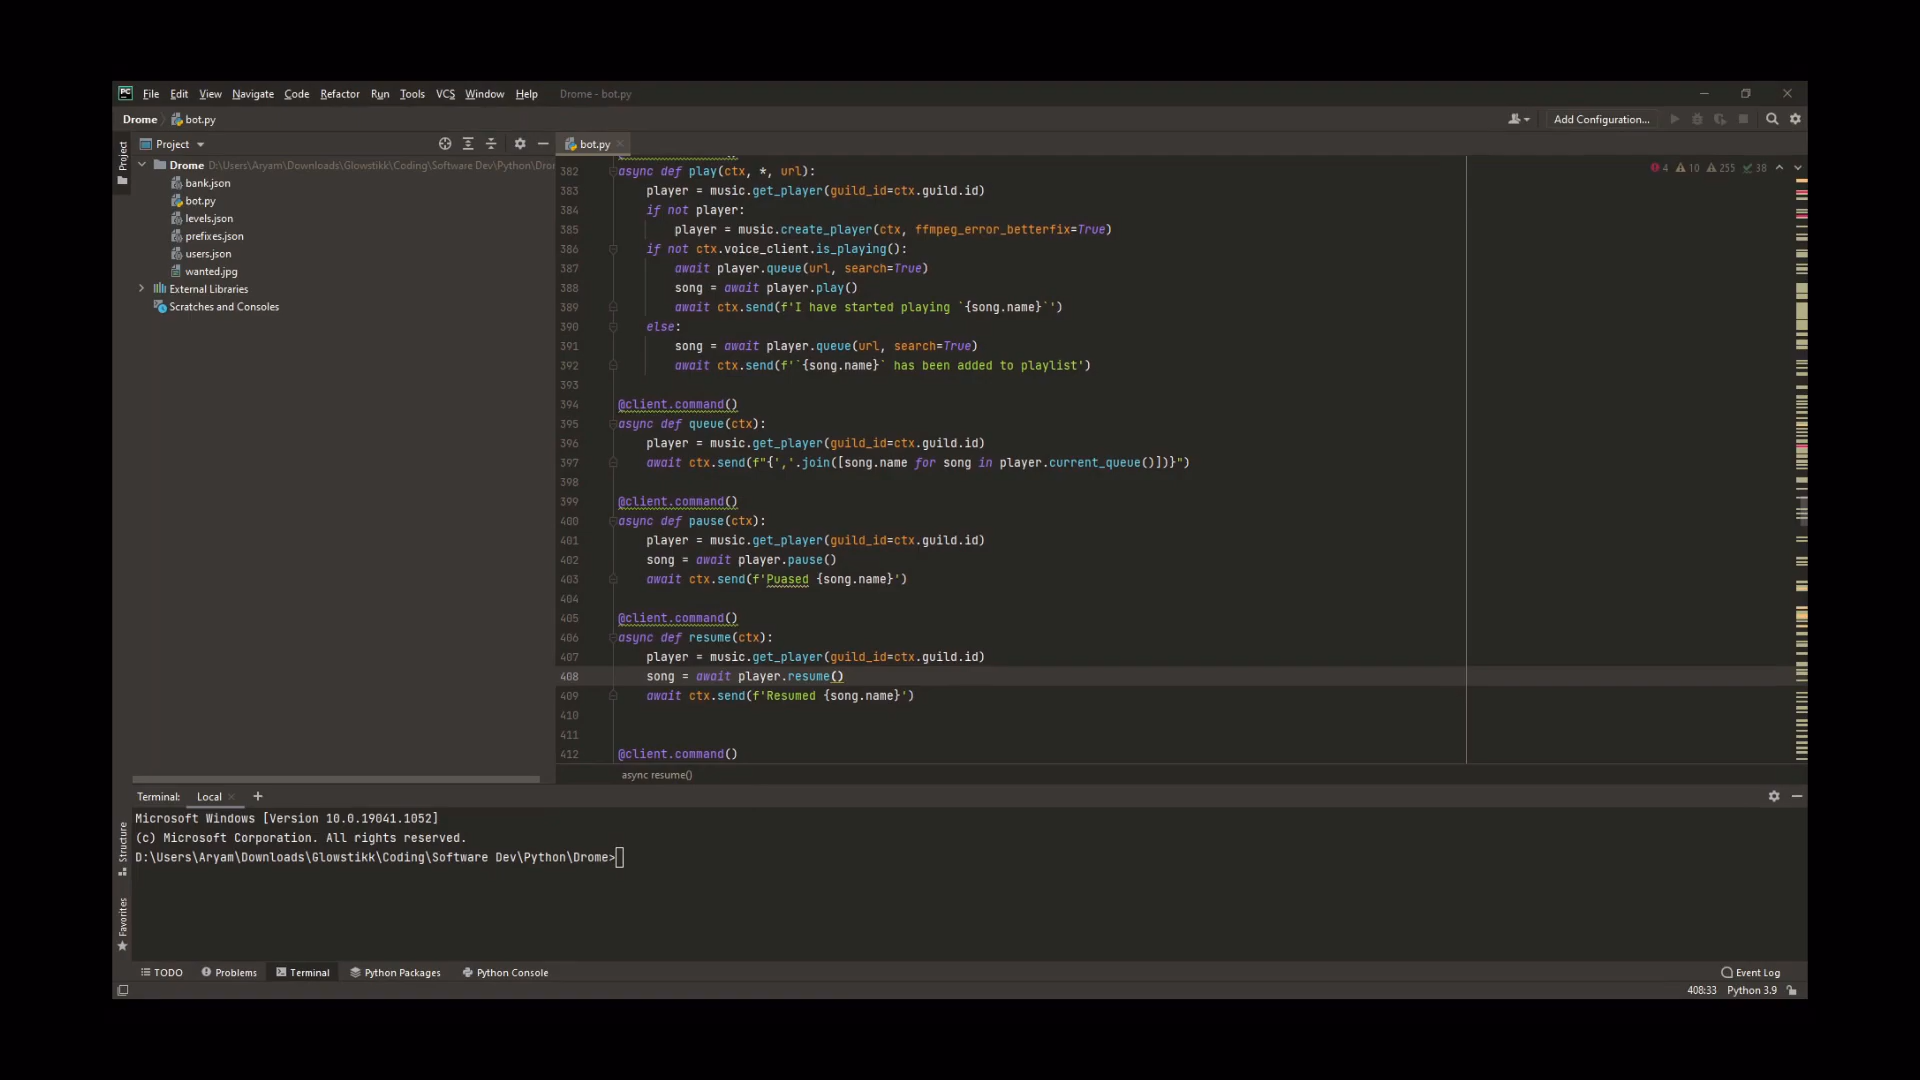 PC File Edit View Navigate Code Refactor Run Tools VCS Window Help Drome - bot.py
Drome bot.py Add Configuration...
Project bot.py
Project
Drome D:\Users\Aryam\Downloads\Glowstikk\Coding\Software Dev\Python\Dro
bank.json
bot.py
levels.json
prefixes.json
users.json
wanted.jpg
External Libraries
Scratches and Consoles
4 10 255 38
382 async def play(ctx, *, url):
383 player = music.get_player(guild_id=ctx.guild.id)
384 if not player:
385 player = music.create_player(ctx, ffmpeg_error_betterfix=True)
386 if not ctx.voice_client.is_playing():
387 await player.queue(url, search=True)
388 song = await player.play()
389 await ctx.send(f'I have started playing `{song.name}`')
390 else:
391 song = await player.queue(url, search=True)
392 await ctx.send(f'`{song.name}` has been added to playlist')
393
394 @client.command()
395 async def queue(ctx):
396 player = music.get_player(guild_id=ctx.guild.id)
397 await ctx.send(f"{','.join([song.name for song in player.current_queue()])}")
398
399 @client.command()
400 async def pause(ctx):
401 player = music.get_player(guild_id=ctx.guild.id)
402 song = await player.pause()
403 await ctx.send(f'Puased {song.name}')
404
405 @client.command()
406 async def resume(ctx):
407 player = music.get_player(guild_id=ctx.guild.id)
408 song = await player.resume()
409 await ctx.send(f'Resumed {song.name}')
410
411
412 @client.command()
async resume()
Terminal: Local +
Microsoft Windows [Version 10.0.19041.1052]
(c) Microsoft Corporation. All rights reserved.
D:\Users\Aryam\Downloads\Glowstikk\Coding\Software Dev\Python\Drome>
Structure
Favorites
TODO Problems Terminal Python Packages Python Console Event Log
408:33 Python 3.9